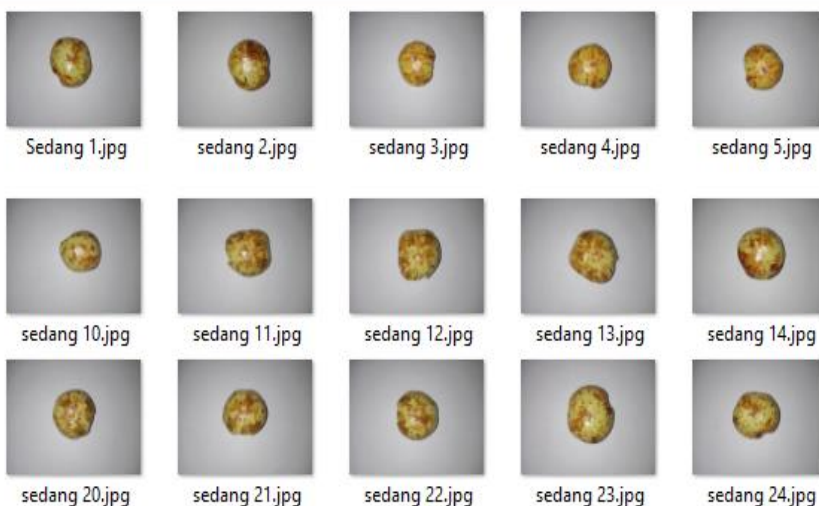 Sedang 1.jpg sedang 2.jpg sedang 3.jpg sedang 4.jpg sedang 5.jpg
sedang 10.jpg sedang 11.jpg sedang 12.jpg sedang 13.jpg sedang 14.jpg
sedang 20.jpg sedang 21.jpg sedang 22.jpg sedang 23.jpg sedang 24.jpg